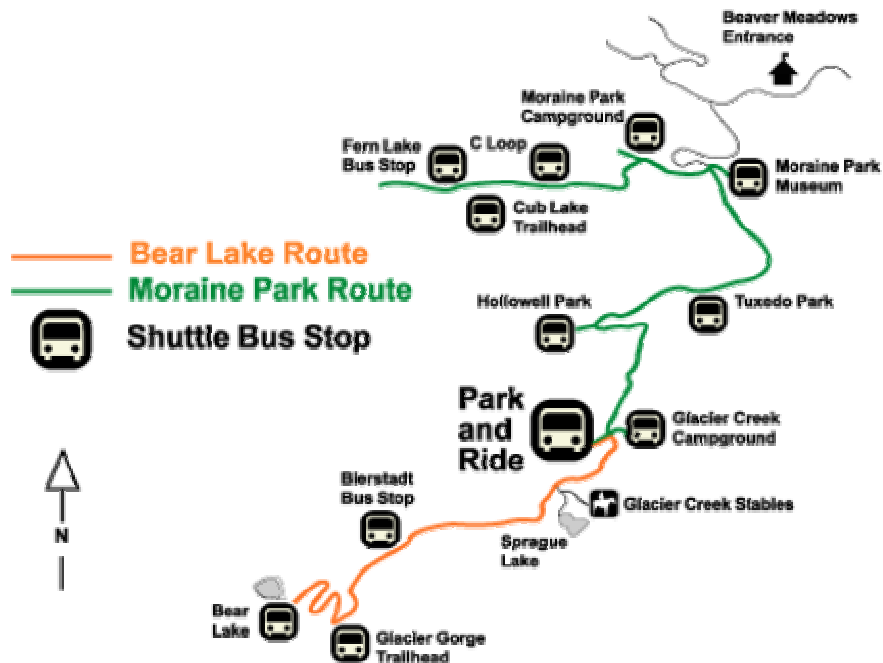 Beaver Meadows
Entrance
Moraine Park
Campground
Fern Lake
Bus Stop
C Loop
Moraine Park
Museum
Cub Lake
Trailhead
Bear Lake Route
Moraine Park Route
Shuttle Bus Stop
Hollowell Park
Tuxedo Park
Park
and
Ride
Glacier Creek
Campground
Bierstadt
Bus Stop
Glacier Creek Stables
Sprague
Lake
N
Bear
Lake
Glacier Gorge
Trailhead